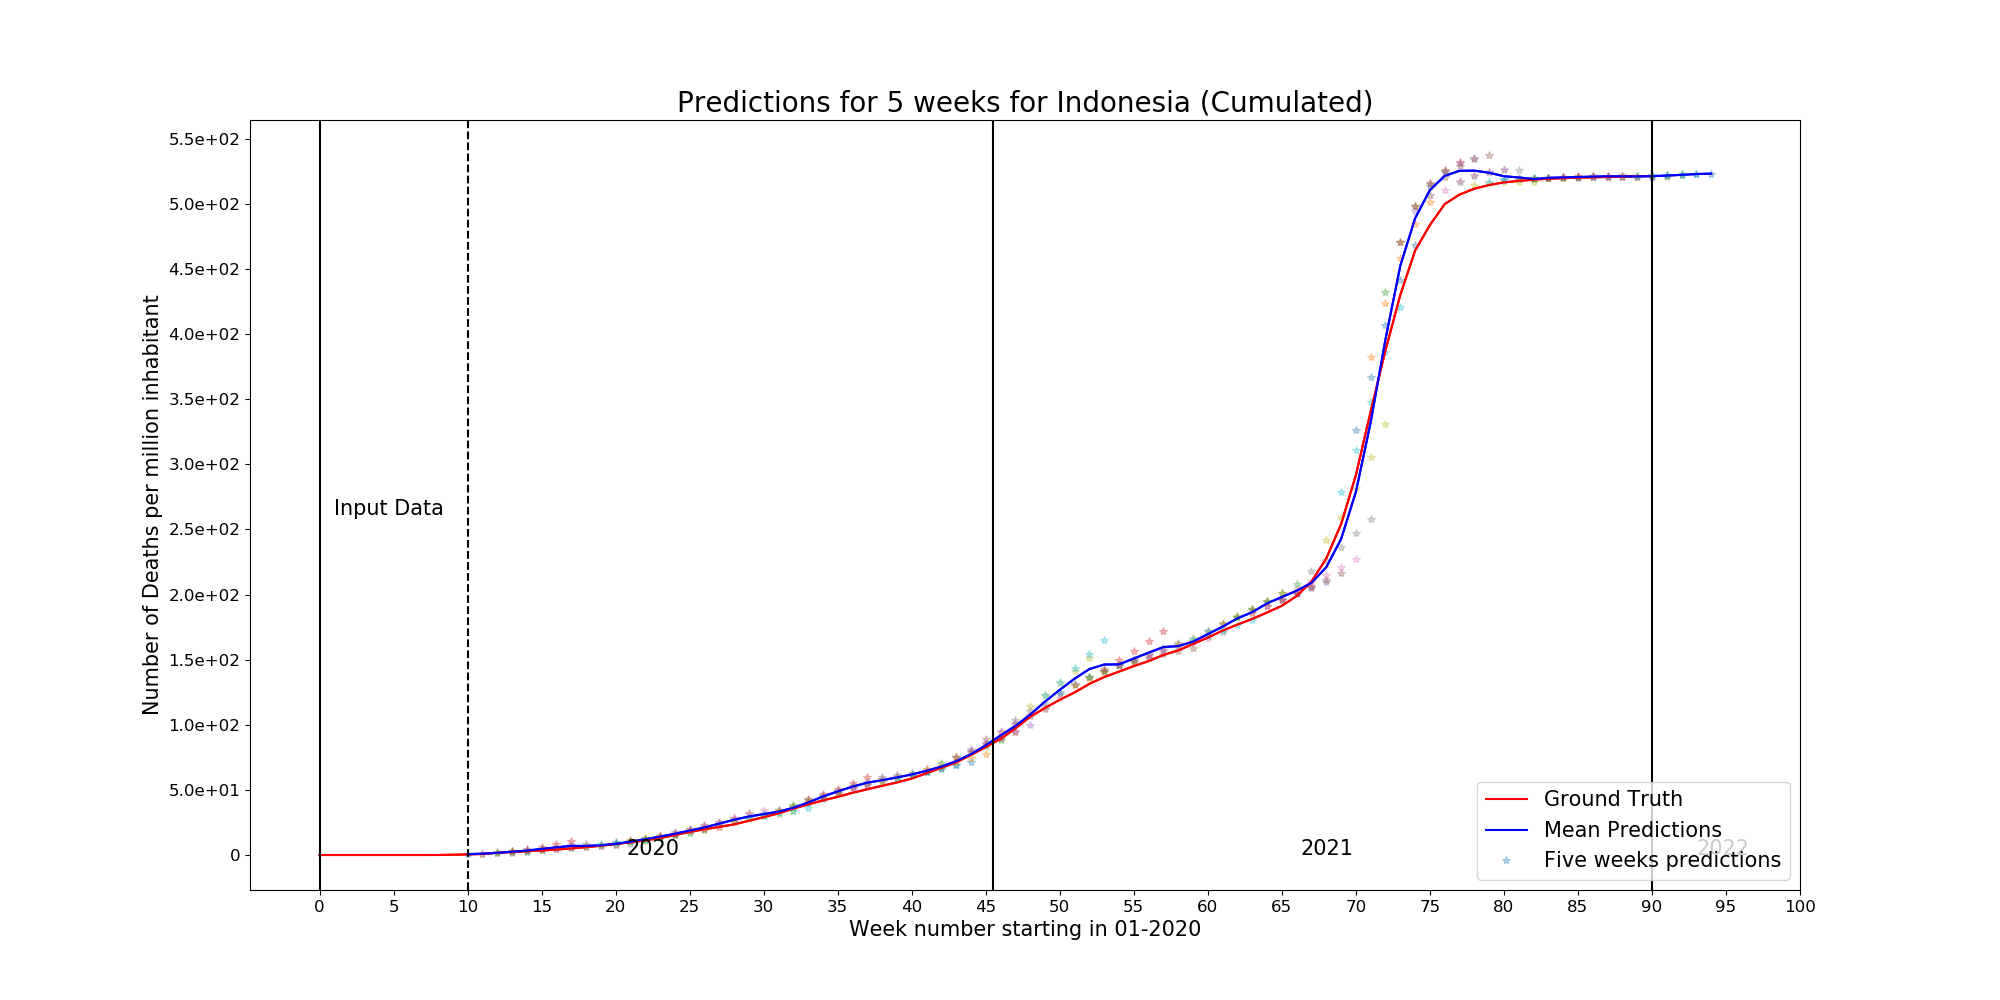 Predictions for 5 weeks for Indonesia (Cumulated)
Number of Deaths per million inhabitant
5.5e+02
5.0e+02
4.5e+02
4.0e+02
3.5e+02
3.0e+02
2.5e+02
2.0e+02
1.5e+02
1.0e+02
5.0e+01
0
Input Data
2020
2021
2022
Ground Truth
Mean Predictions
Five weeks predictions
0 5 10 15 20 25 30 35 40 45 50 55 60 65 70 75 80 85 90 95 100
Week number starting in 01-2020